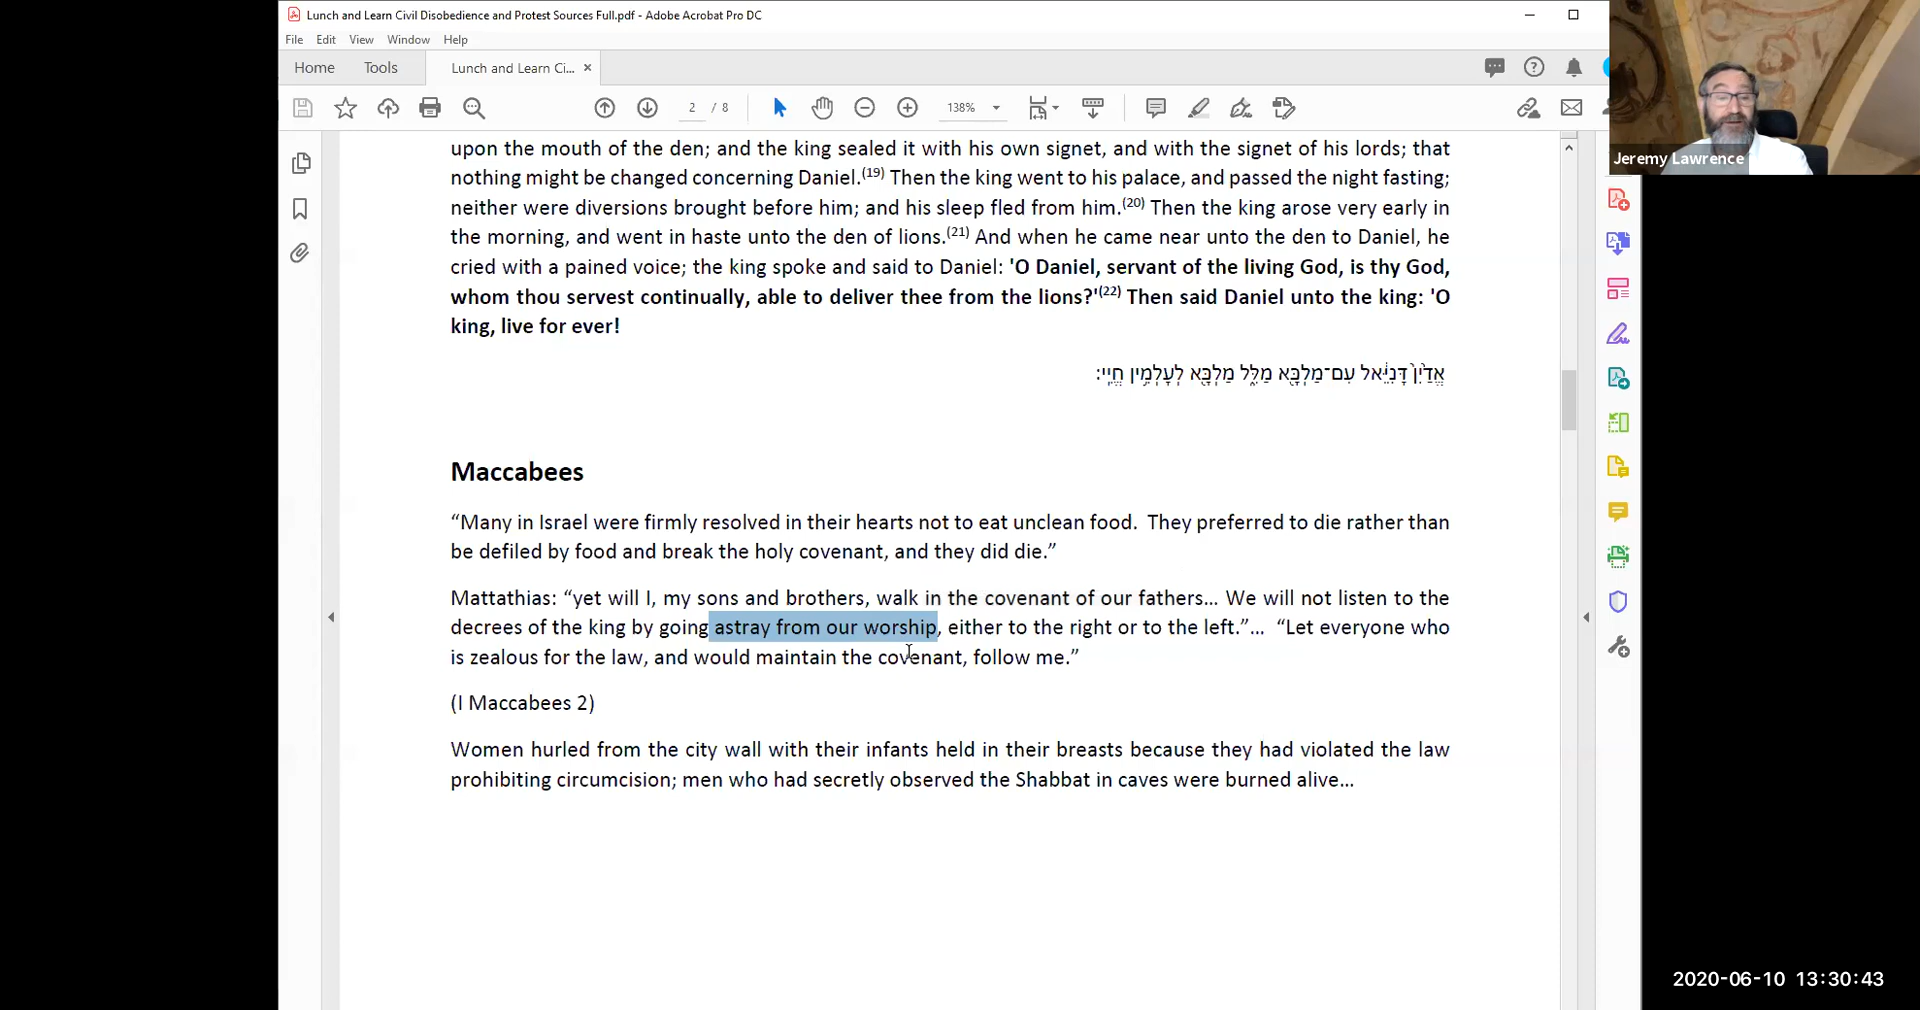 Lunch and Learn Civil Disobedience and Protest Sources Full.pdf - Adobe Acrobat Pro DC
File Edit View Window Help
Home Tools Lunch and Learn Ci... ×
2 / 8 138%
Jeremy Lawrence
upon the mouth of the den; and the king sealed it with his own signet, and with the signet of his lords; that
nothing might be changed concerning Daniel.(19) Then the king went to his palace, and passed the night fasting;
neither were diversions brought before him; and his sleep fled from him.(20) Then the king arose very early in
the morning, and went in haste unto the den of lions.(21) And when he came near unto the den to Daniel, he
cried with a pained voice; the king spoke and said to Daniel: 'O Daniel, servant of the living God, is thy God,
whom thou servest continually, able to deliver thee from the lions?'(22) Then said Daniel unto the king: 'O
king, live for ever!
אֱדַ֙יִן֙ דָּנִיֵּ֔אל עִם־מַלְכָּ֖א מַלִּ֑ל מַלְכָּ֖א לְעָלְמִ֥ין חֱיִֽי׃
Maccabees
“Many in Israel were firmly resolved in their hearts not to eat unclean food.  They preferred to die rather than
be defiled by food and break the holy covenant, and they did die.”
Mattathias: “yet will I, my sons and brothers, walk in the covenant of our fathers… We will not listen to the
decrees of the king by going astray from our worship, either to the right or to the left.”…  “Let everyone who
is zealous for the law, and would maintain the covenant, follow me.”
(I Maccabees 2)
Women hurled from the city wall with their infants held in their breasts because they had violated the law
prohibiting circumcision; men who had secretly observed the Shabbat in caves were burned alive…
2020-06-10 13:30:43